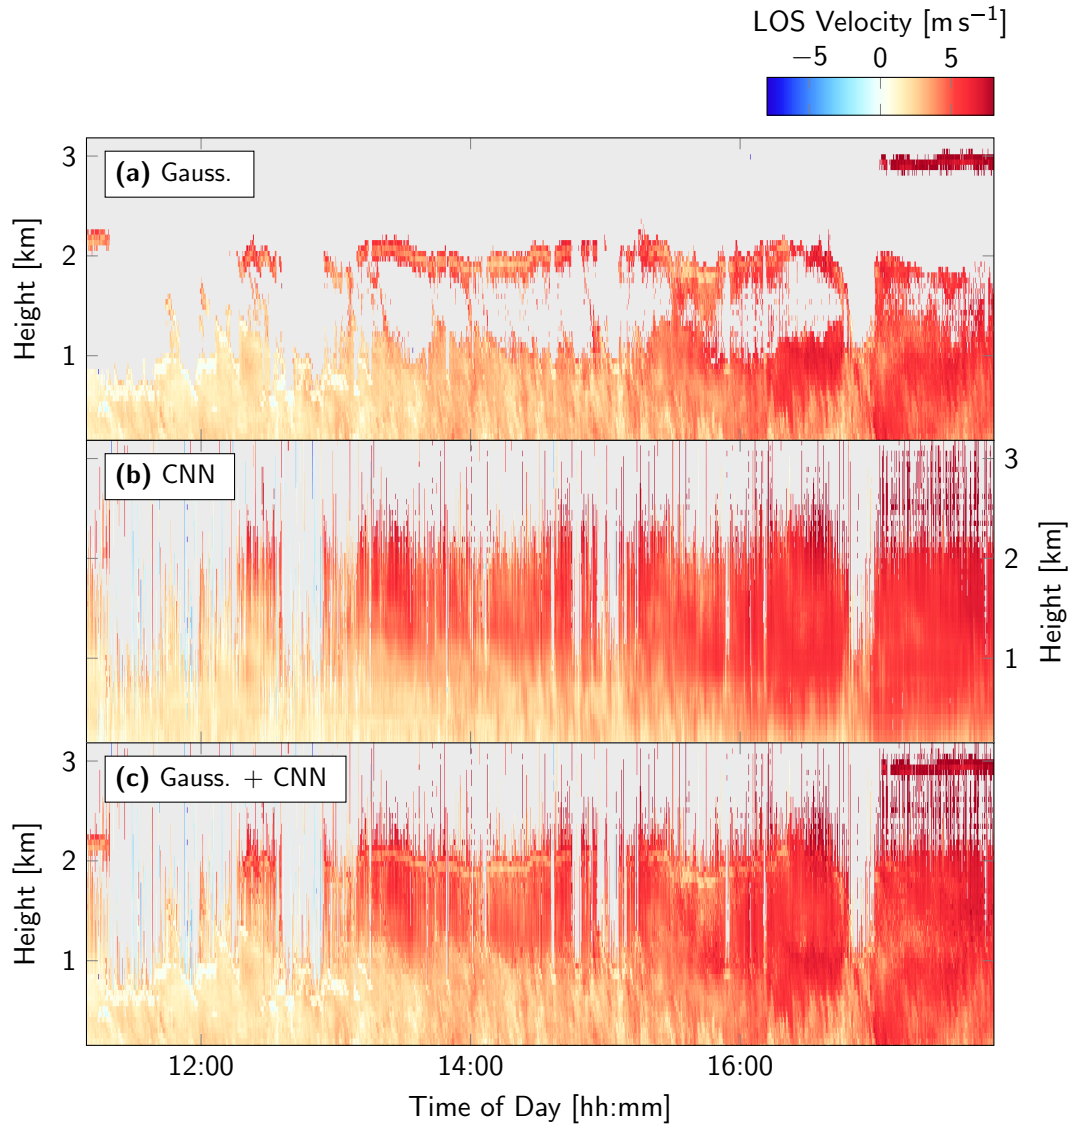 LOS Velocity [m s⁻¹]
−5 0 5
3
(a) Gauss.
2
1
Height [km]
(b) CNN
3
2
1
Height [km]
3
(c) Gauss. + CNN
2
1
Height [km]
12:00 14:00 16:00
Time of Day [hh:mm]